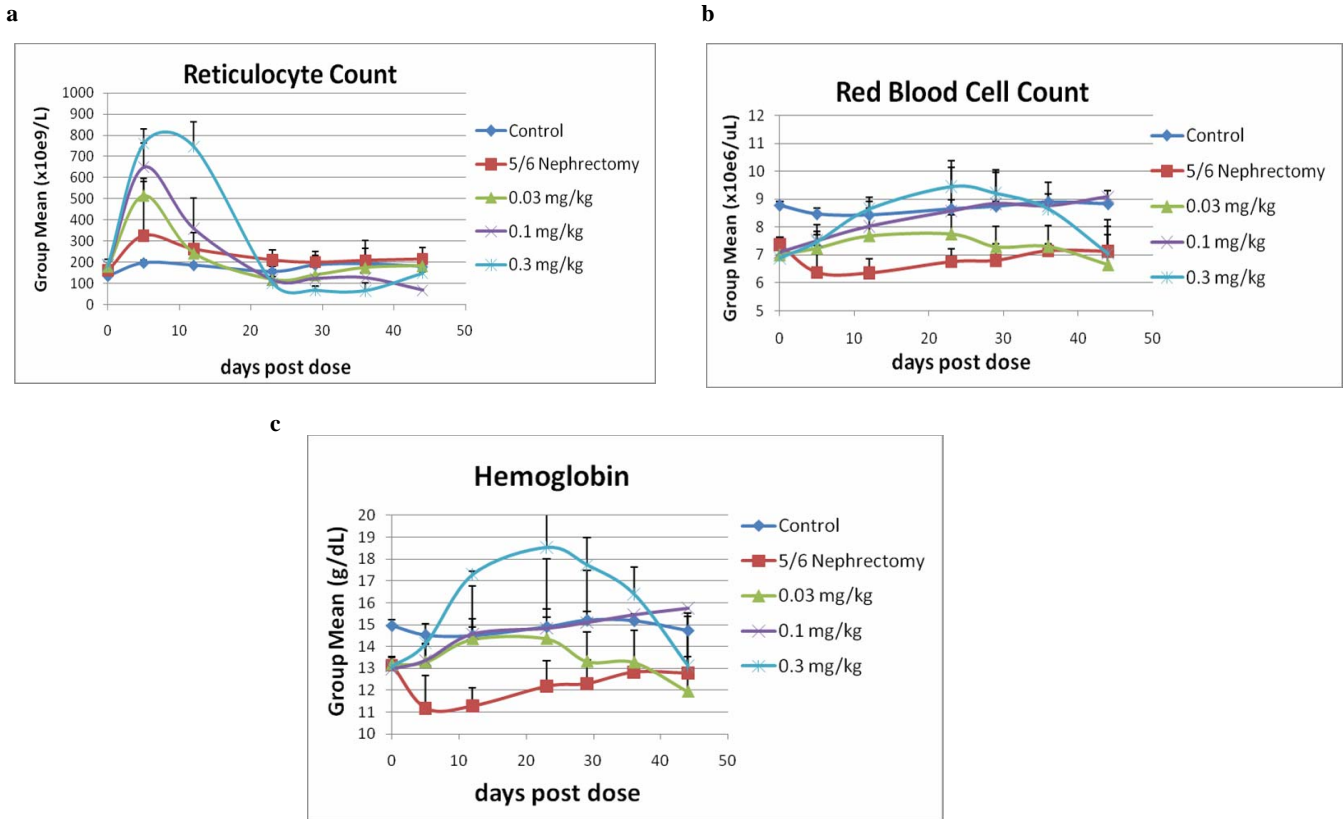 a
Reticulocyte Count
Group Mean (x10e9/L)
1000
900
800
700
600
500
400
300
200
100
0
0 10 20 30 40 50
days post dose
Control
5/6 Nephrectomy
0.03 mg/kg
0.1 mg/kg
0.3 mg/kg
b
Red Blood Cell Count
Group Mean (x10e6/uL)
12
11
10
9
8
7
6
5
0 10 20 30 40 50
days post dose
Control
5/6 Nephrectomy
0.03 mg/kg
0.1 mg/kg
0.3 mg/kg
c
Hemoglobin
Group Mean (g/dL)
20
19
18
17
16
15
14
13
12
11
10
0 10 20 30 40 50
days post dose
Control
5/6 Nephrectomy
0.03 mg/kg
0.1 mg/kg
0.3 mg/kg